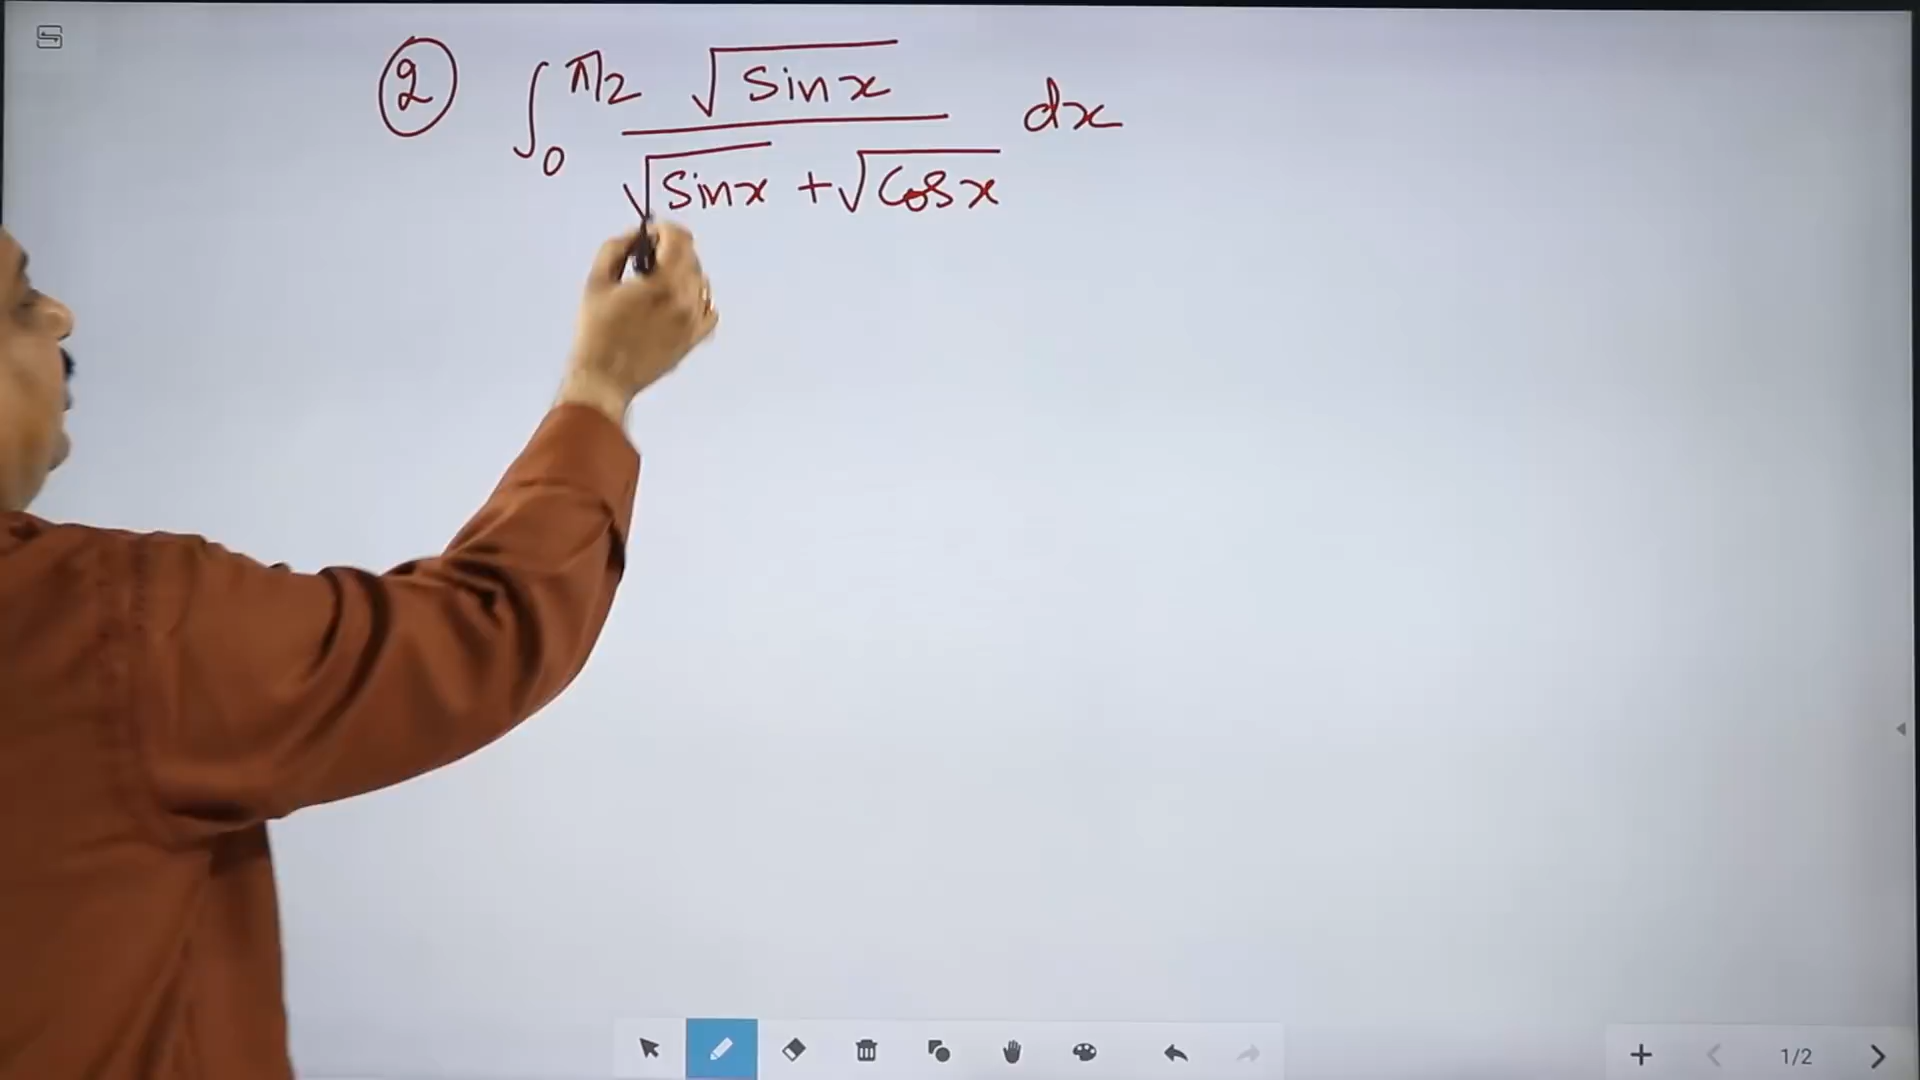 ② ∫₀^π/2 √Sinx / (√Sinx + √Cosx) dx
1/2